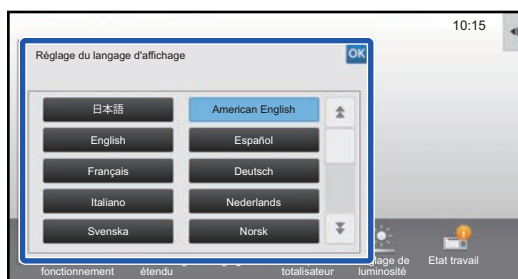 10:15
Réglage du langage d'affichage
OK
日本語
American English
English
Español
Français
Deutsch
Italiano
Nederlands
Svenska
Norsk
de
Etat travail
fonctionnement
étendu
totalisateur
luminosité